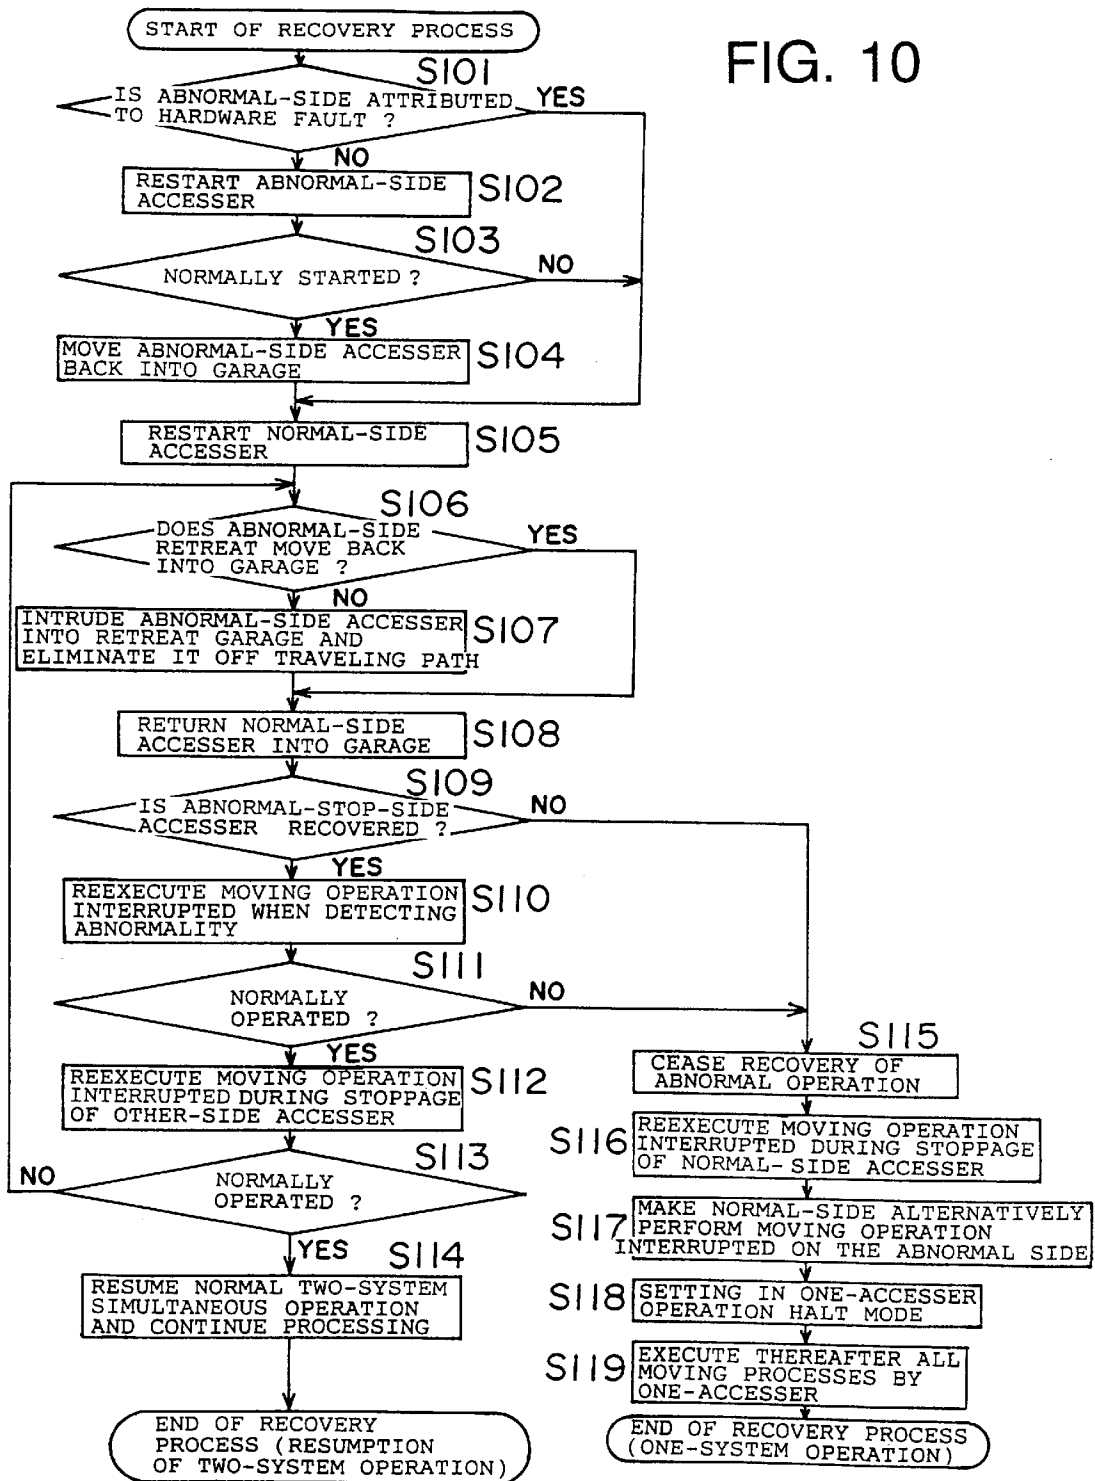 FIG. 10
START OF RECOVERY PROCESS
S101
IS ABNORMAL-SIDE ATTRIBUTED
TO HARDWARE FAULT ?
YES
NO
RESTART ABNORMAL-SIDE
ACCESSER
S102
S103
NORMALLY STARTED ?
NO
YES
MOVE ABNORMAL-SIDE ACCESSER
BACK INTO GARAGE
S104
RESTART NORMAL-SIDE
ACCESSER
S105
S106
DOES ABNORMAL-SIDE
RETREAT MOVE BACK
INTO GARAGE ?
YES
NO
INTRUDE ABNORMAL-SIDE ACCESSER
INTO RETREAT GARAGE AND
ELIMINATE IT OFF TRAVELING PATH
S107
RETURN NORMAL-SIDE
ACCESSER INTO GARAGE
S108
S109
IS ABNORMAL-STOP-SIDE
ACCESSER RECOVERED ?
NO
YES
REEXECUTE MOVING OPERATION
INTERRUPTED WHEN DETECTING
ABNORMALITY
S110
S111
NORMALLY
OPERATED ?
NO
YES
REEXECUTE MOVING OPERATION
INTERRUPTED DURING STOPPAGE
OF OTHER-SIDE ACCESSER
S112
S113
NORMALLY
OPERATED ?
NO
YES
S114
RESUME NORMAL TWO-SYSTEM
SIMULTANEOUS OPERATION
AND CONTINUE PROCESSING
END OF RECOVERY
PROCESS (RESUMPTION
OF TWO-SYSTEM OPERATION)
S115
CEASE RECOVERY OF
ABNORMAL OPERATION
S116
REEXECUTE MOVING OPERATION
INTERRUPTED DURING STOPPAGE
OF NORMAL-SIDE ACCESSER
S117
MAKE NORMAL-SIDE ALTERNATIVELY
PERFORM MOVING OPERATION
INTERRUPTED ON THE ABNORMAL SIDE
S118
SETTING IN ONE-ACCESSER
OPERATION HALT MODE
S119
EXECUTE THEREAFTER ALL
MOVING PROCESSES BY
ONE-ACCESSER
END OF RECOVERY PROCESS
(ONE-SYSTEM OPERATION)